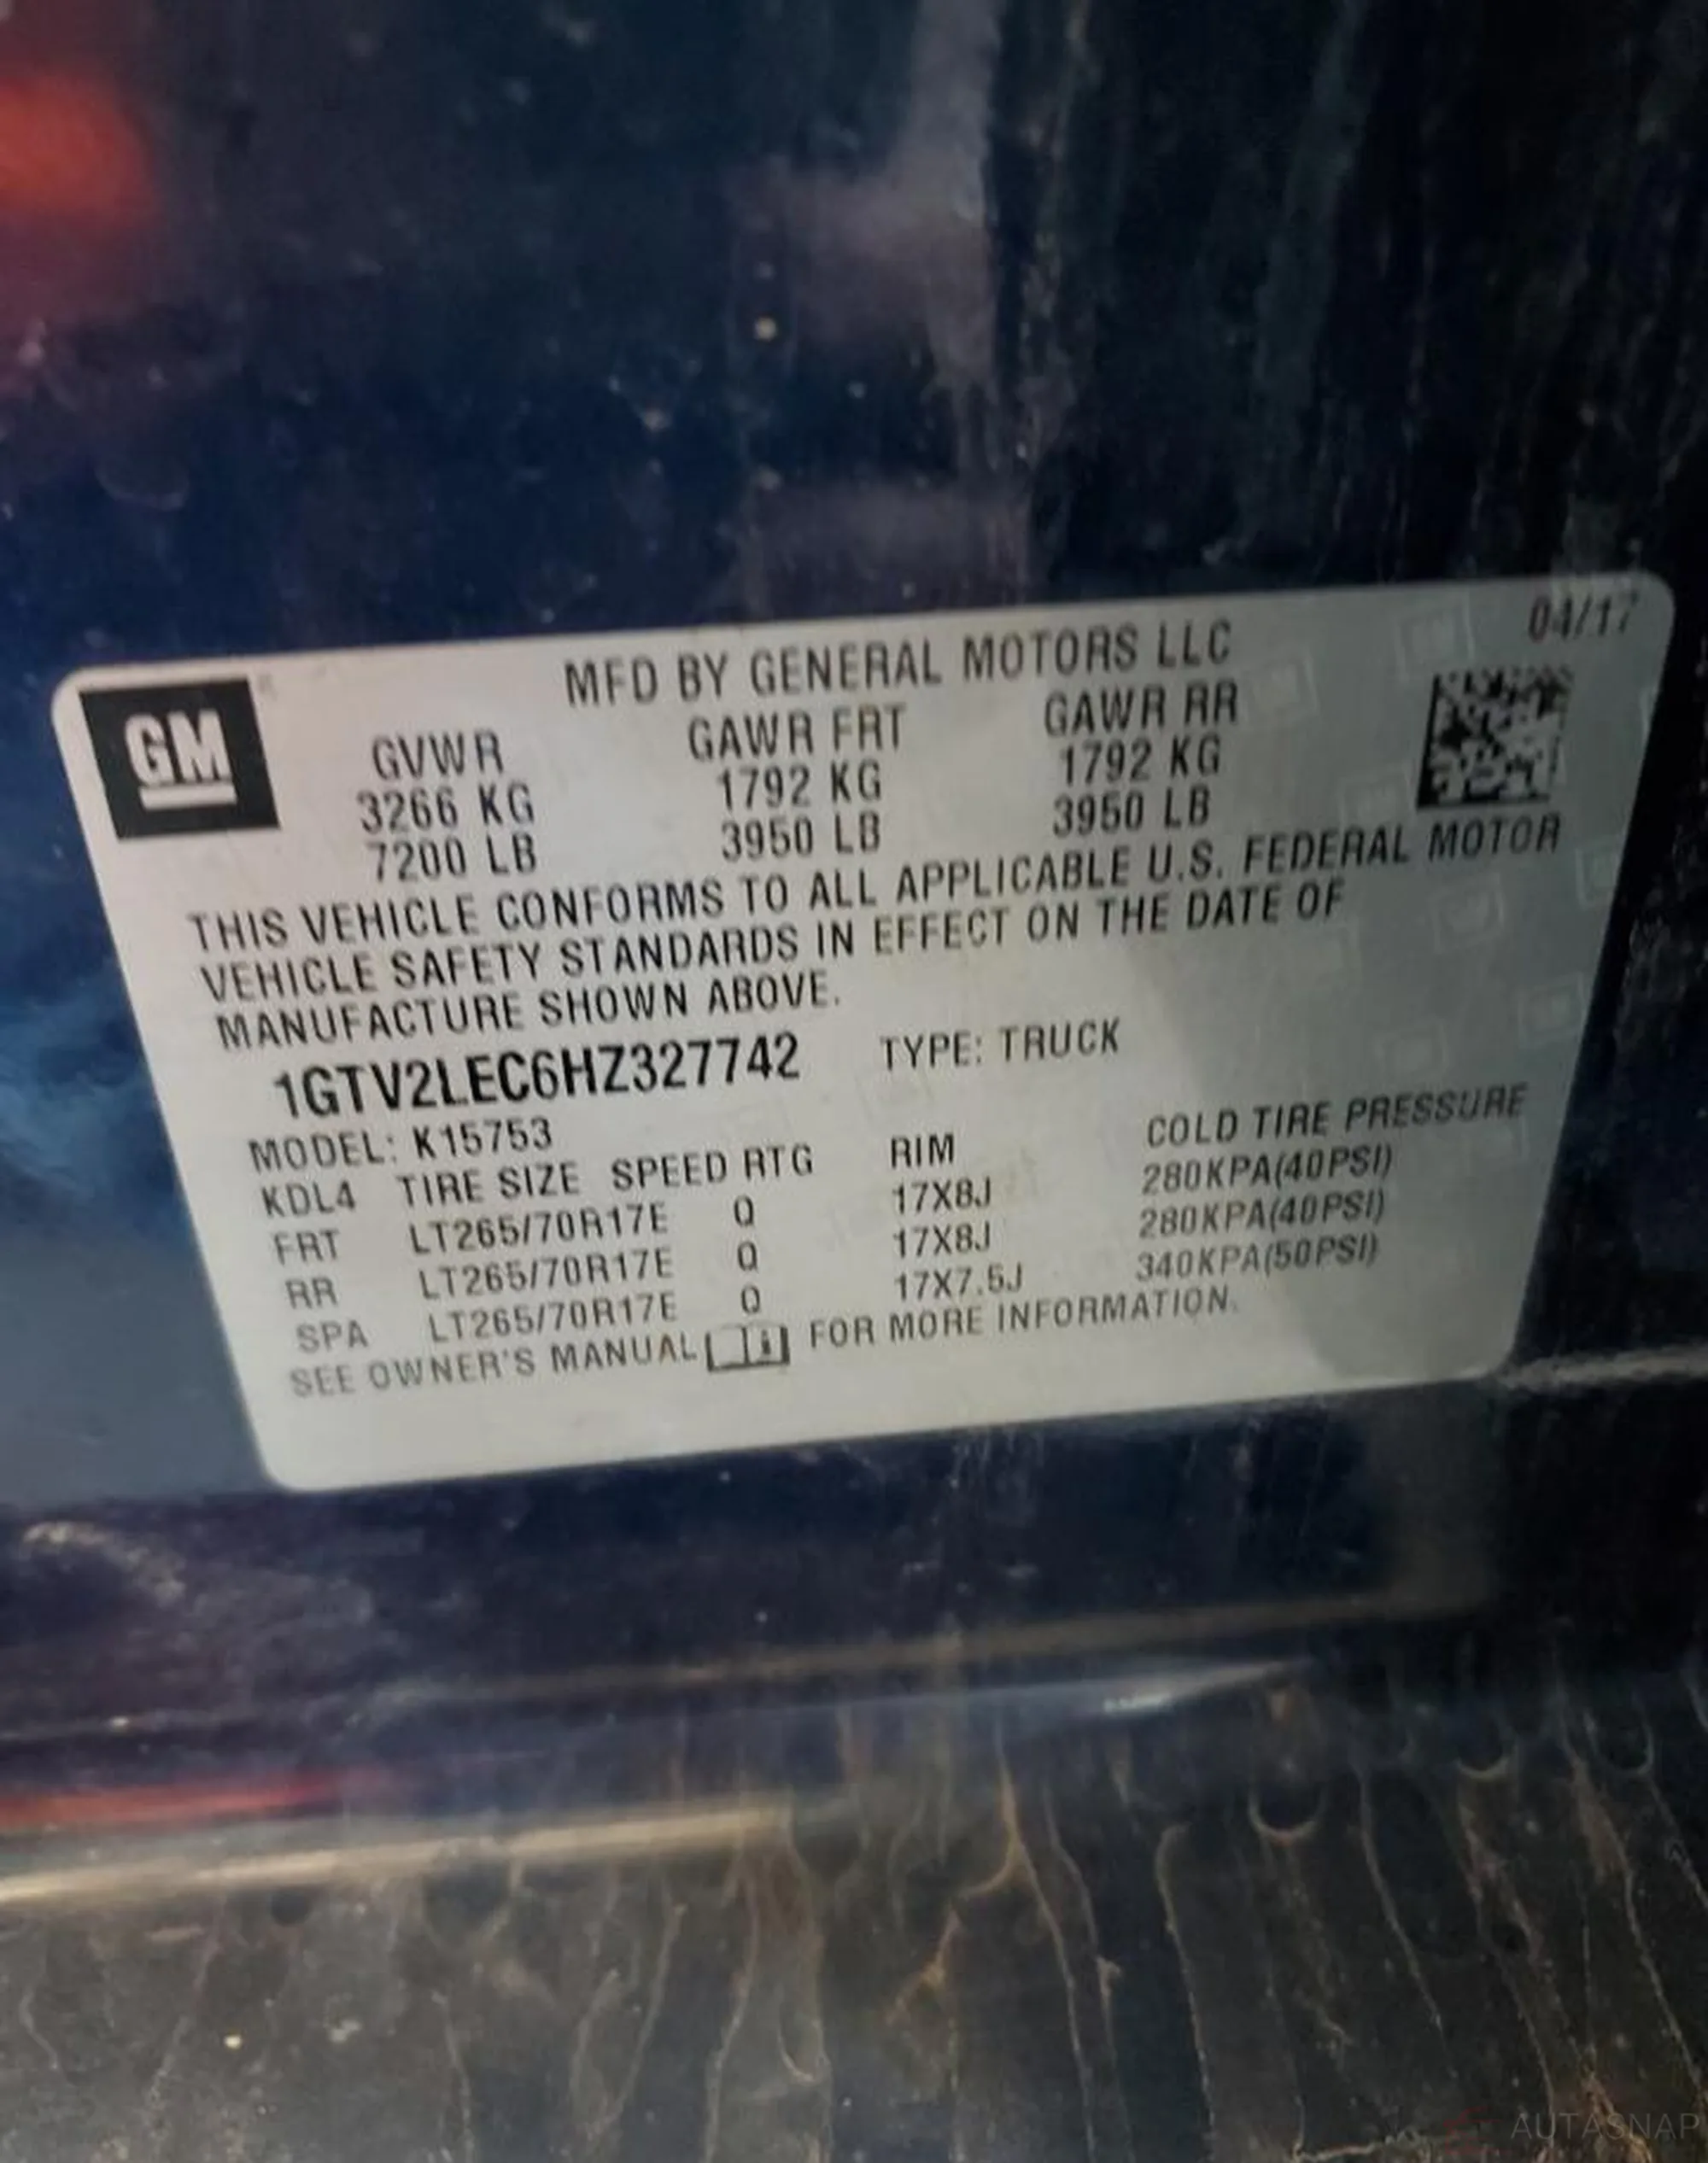 04/17
MFD BY GENERAL MOTORS LLC
GM
GVWR GAWR FRT GAWR RR
3266 KG 1792 KG 1792 KG
7200 LB 3950 LB 3950 LB
THIS VEHICLE CONFORMS TO ALL APPLICABLE U.S. FEDERAL MOTOR
VEHICLE SAFETY STANDARDS IN EFFECT ON THE DATE OF
MANUFACTURE SHOWN ABOVE.
1GTV2LEC6HZ327742 TYPE: TRUCK
MODEL: K15753
KDL4 TIRE SIZE SPEED RTG RIM COLD TIRE PRESSURE
FRT LT265/70R17E Q 17X8J 280KPA(40PSI)
RR LT265/70R17E Q 17X8J 280KPA(40PSI)
SPA LT265/70R17E Q 17X7.5J 340KPA(50PSI)
SEE OWNER'S MANUAL FOR MORE INFORMATION.
AUTASNAP